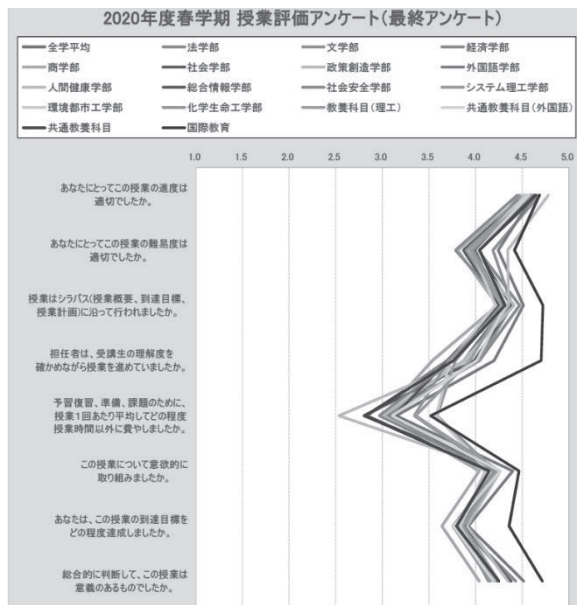 2020年度春学期 授業評価アンケート(最終アンケート)
全学平均 法学部 文学部 経済学部
商学部 社会学部 政策創造学部 外国語学部
人間健康学部 総合情報学部 社会安全学部 システム理工学部
環境都市工学部 化学生命工学部 教養科目(理工) 共通教養科目(外国語)
共通教養科目 国際教育
1.0 1.5 2.0 2.5 3.0 3.5 4.0 4.5 5.0
あなたにとってこの授業の進度は
適切でしたか。
あなたにとってこの授業の難易度は
適切でしたか。
授業はシラバス(授業概要、到達目標、
授業計画)に沿って行われましたか。
担任者は、受講生の理解度を
確かめながら授業を進めていましたか。
予習復習、準備、課題のために、
授業1回あたり平均してどの程度
授業時間以外に費やしましたか。
この授業について意欲的に
取り組みましたか。
あなたは、この授業の到達目標を
どの程度達成しましたか。
総合的に判断して、この授業は
意義のあるものでしたか。